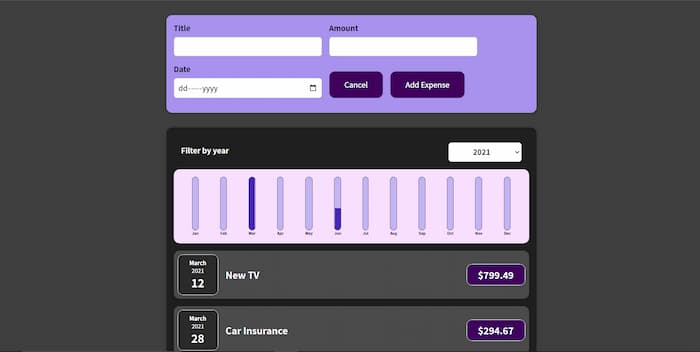 Title Amount
Date
dd----yyyy Cancel Add Expense
Filter by year 2021
Jan Feb Mar Apr May Jun Jul Aug Sep Oct Nov Dec
March
2021
12
New TV $799.49
March
2021
28
Car Insurance $294.67